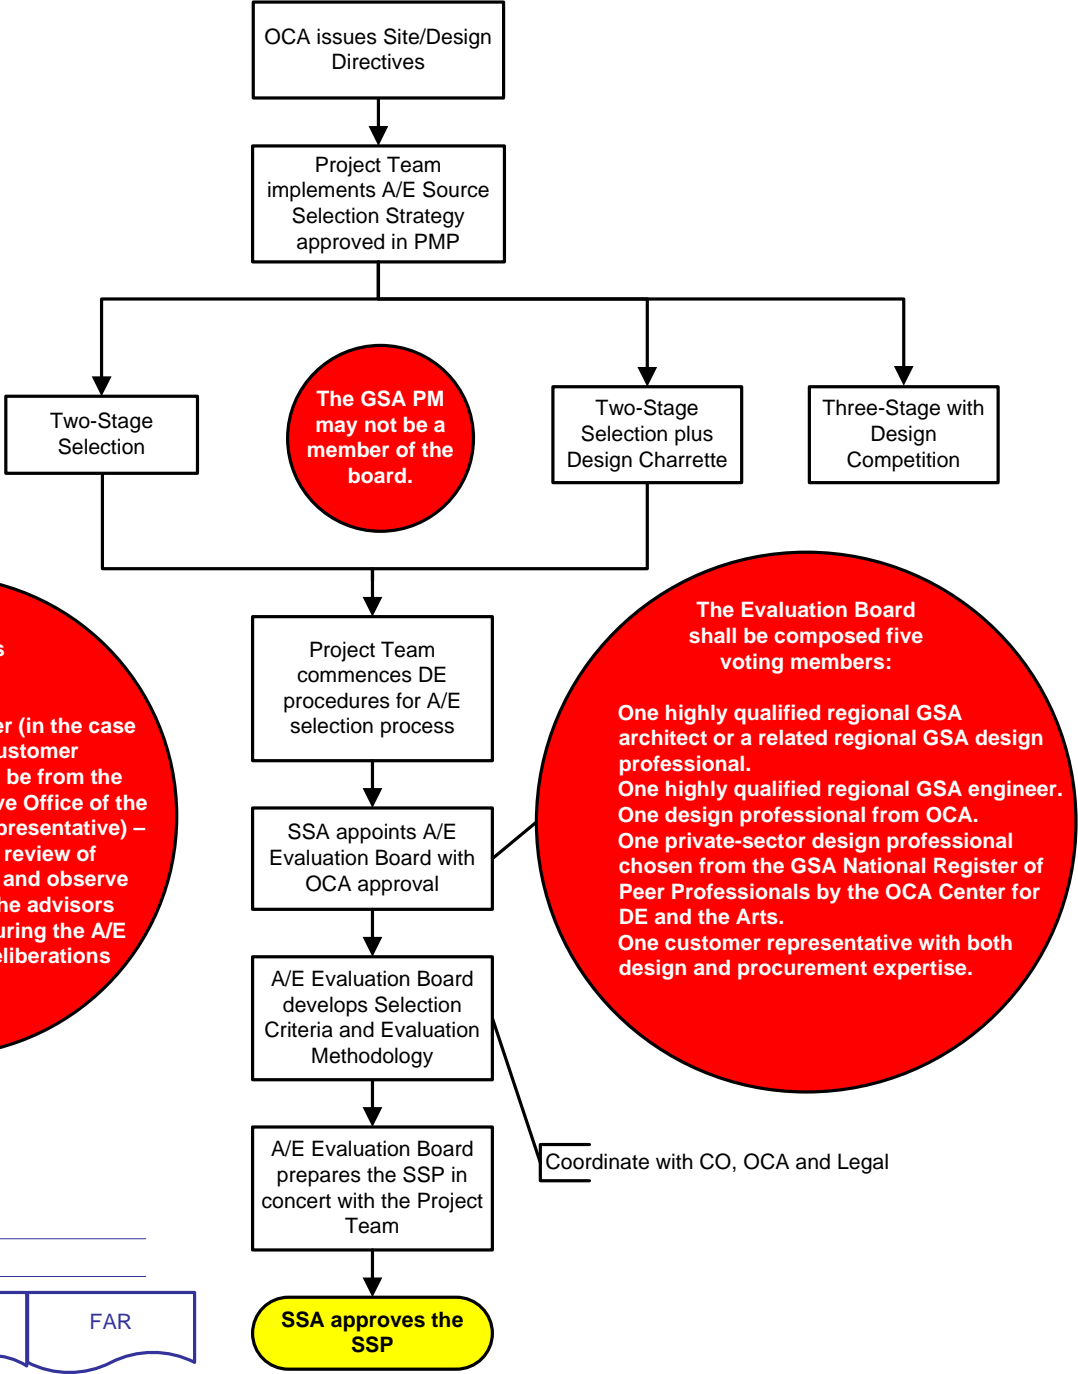 OCA issues Site/Design
Directives
Project Team
implements A/E Source
Selection Strategy
approved in PMP
Two-Stage
Selection
The GSA PM
may not be a
member of the
board.
Two-Stage
Selection plus
Design Charrette
Three-Stage with
Design
Competition
Project Team
commences DE
procedures for A/E
selection process
(in the case
be from the
Office of the
–
review of
and observe
advisors
the A/E
The Evaluation Board
shall be composed five
voting members:
One highly qualified regional GSA
architect or a related regional GSA design
professional.
One highly qualified regional GSA engineer.
One design professional from OCA.
One private-sector design professional
chosen from the GSA National Register of
Peer Professionals by the OCA Center for
DE and the Arts.
One customer representative with both
design and procurement expertise.
SSA appoints A/E
Evaluation Board with
OCA approval
A/E Evaluation Board
develops Selection
Criteria and Evaluation
Methodology
A/E Evaluation Board
prepares the SSP in
concert with the Project
Team
Coordinate with CO, OCA and Legal
FAR
SSA approves the
SSP